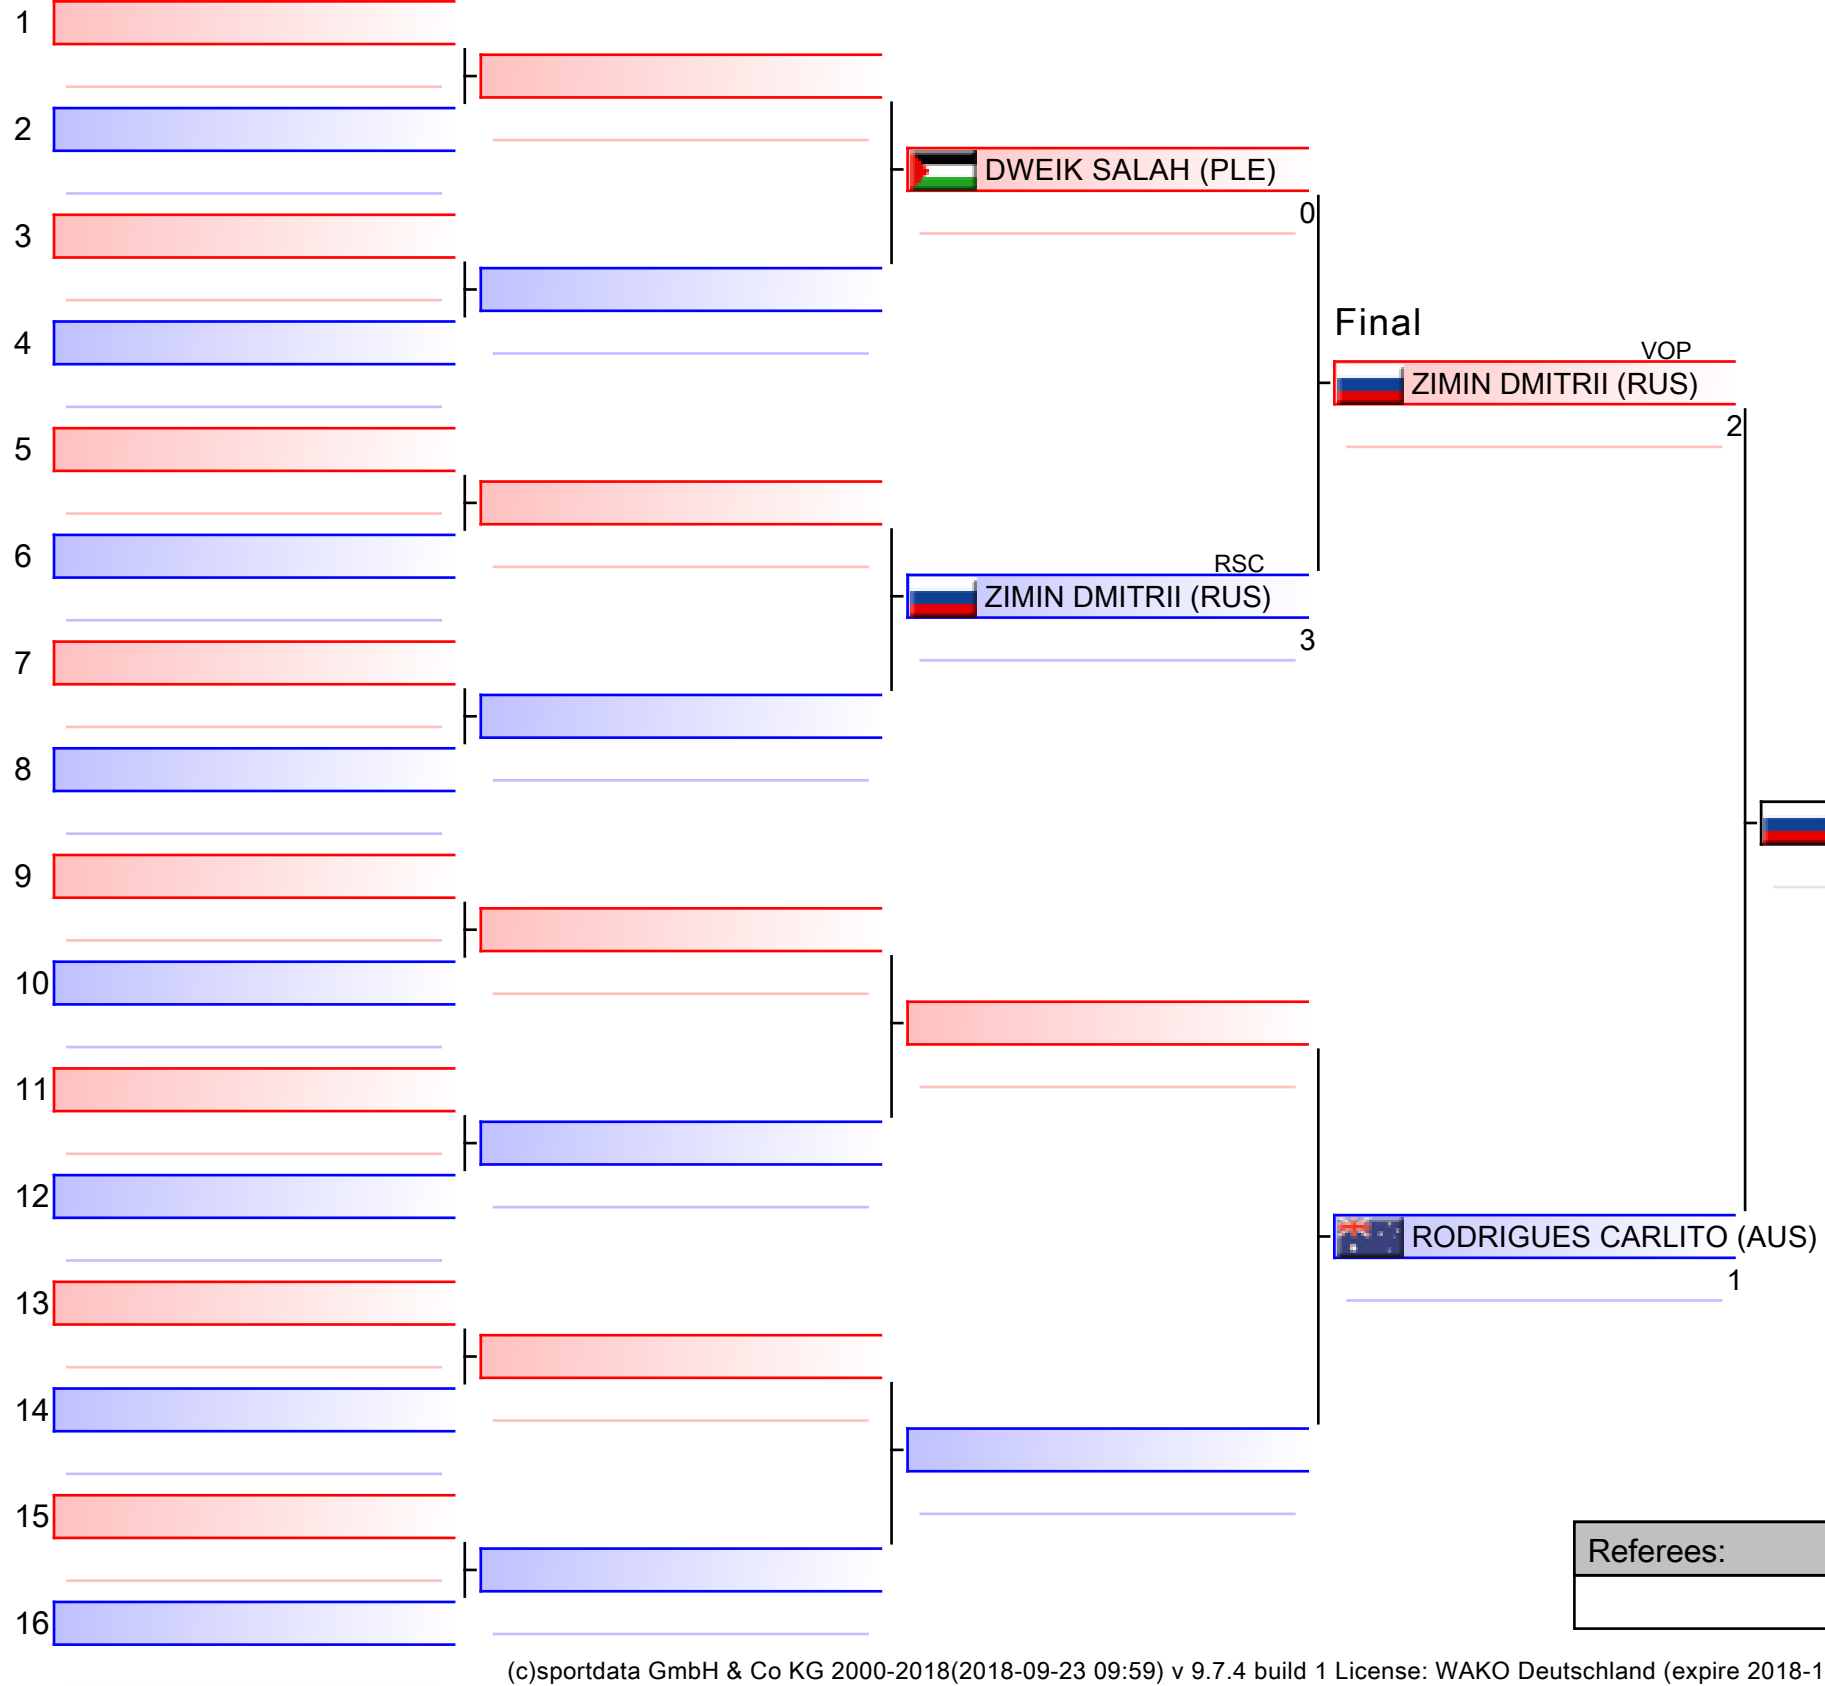 1
2
DWEIK SALAH (PLE)
0
3
Final
4
VOP
ZIMIN DMITRII (RUS)
2
5
6
RSC
ZIMIN DMITRII (RUS)
3
7
8
9
10
11
12
RODRIGUES CARLITO (AUS)
1
13
14
15
Referees:
16
(c)sportdata GmbH & Co KG 2000-2018(2018-09-23 09:59) v 9.7.4 build 1 License: WAKO Deutschland (expire 2018-1